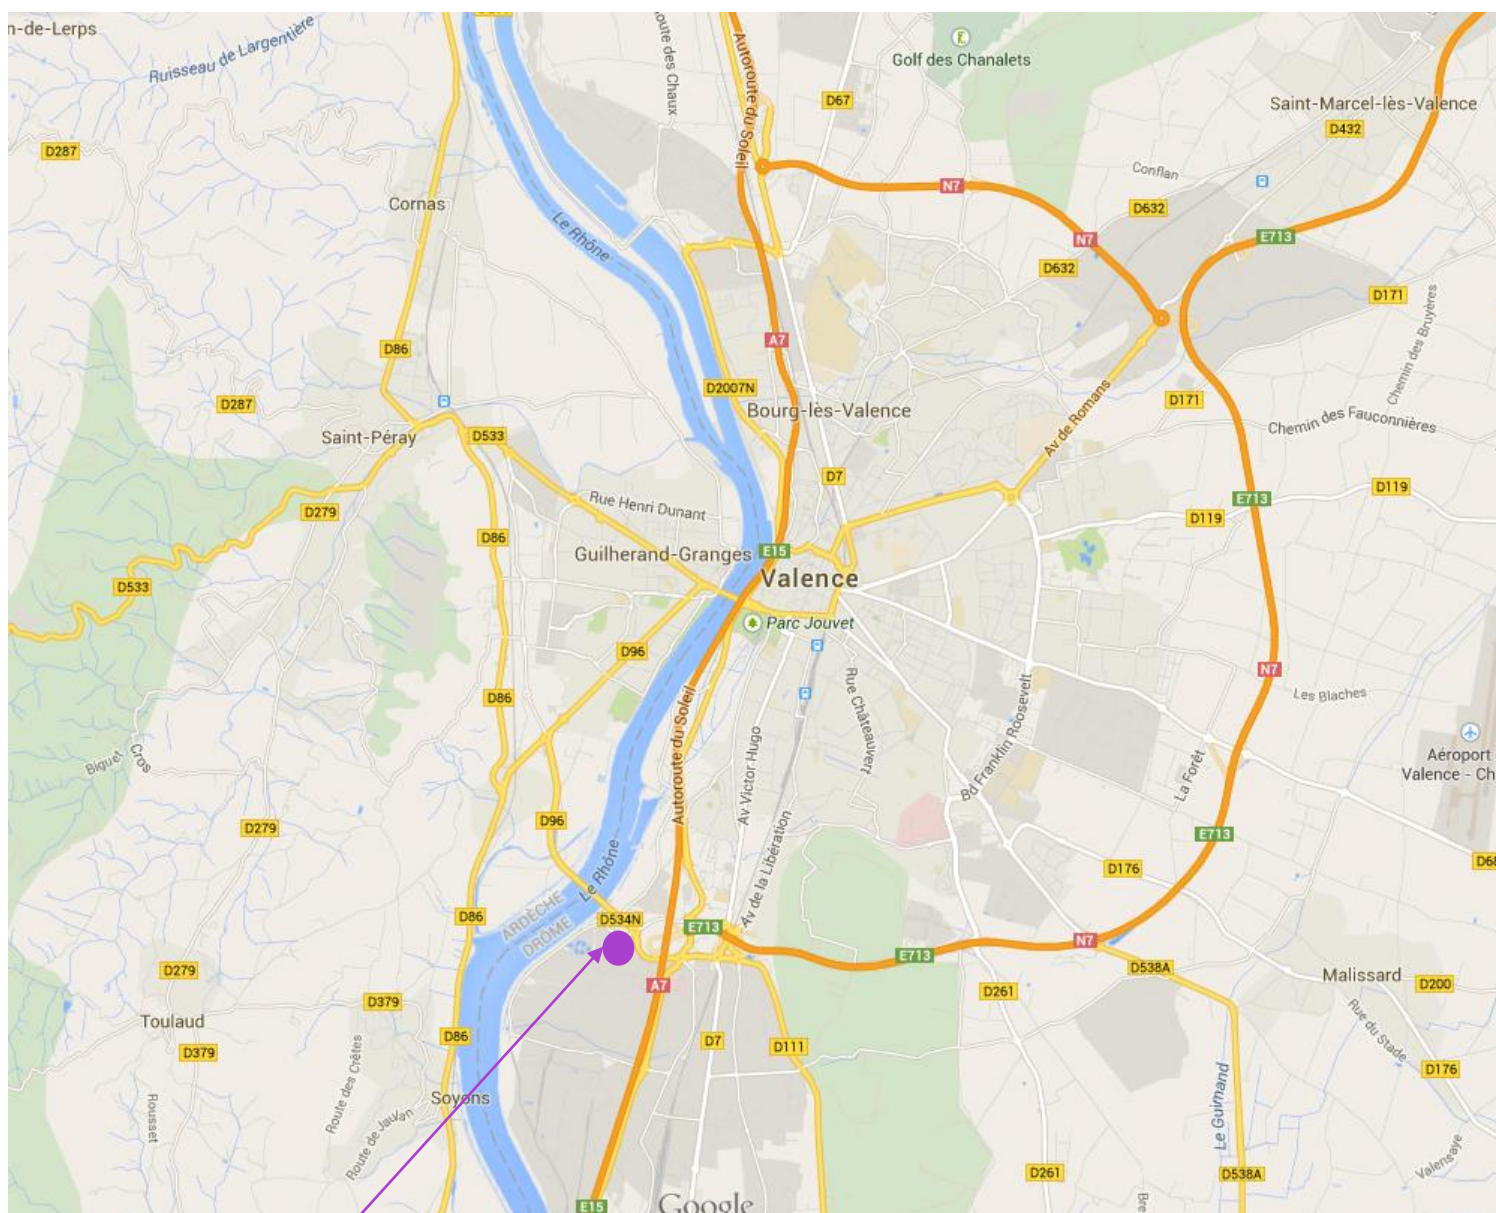 n-de-Lerps
Ruisseau de Largentière
oute des Chaux
Autoroute du Soleil
Golf des Chanalets
D67
Saint-Marcel-lès-Valence
D432
D287
Conflan
N7
D632
Cornas
Le Rhône
N7
E713
D632
D171
Chemin des Bruyères
A7
D86
D2007N
D287
Bourg-lès-Valence
D171
Av de Romans
Chemin des Fauconnières
Saint-Péray
D533
D7
D119
Rue Henri Dunant
E713
D279
D119
D86
Guilherand-Granges
E15
Valence
D533
Parc Jouvet
D96
N7
D86
Rue Châteauvert
Bd Franklin Roosevelt
Les Blaches
Autoroute du Soleil
Av Victor Hugo
Biguet
Cros
La Forêt
Aéroport
Valence - Ch
D96
D279
E713
Av de la Libération
D176
D68
Le Rhône
ARDÈCHE
DRÔME
D86
D534N
E713
E713
N7
D279
A7
D538A
Malissard
D200
D379
D261
Toulaud
D86
D7
D111
Rue du Stade
D379
Route des Crêtes
D176
Soyons
Rousset
Route de Jauvan
Le Guimand
Valensaye
D261
D538A
E15
Google
Bre